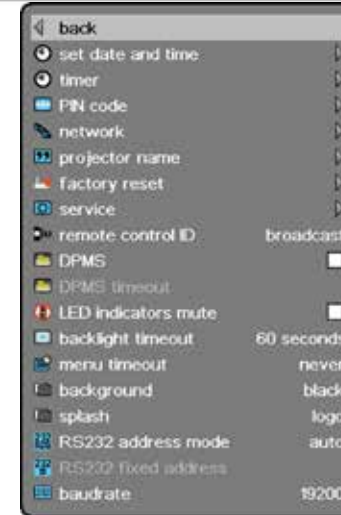 back
set date and time
timer
PIN code
network
projector name
factory reset
service
remote control ID broadcast
DPMS
DPMS timeout
LED indicators mute
backlight timeout 60 seconds
menu timeout never
background black
splash logo
RS232 address mode auto
RS232 fixed address
baudrate 19200